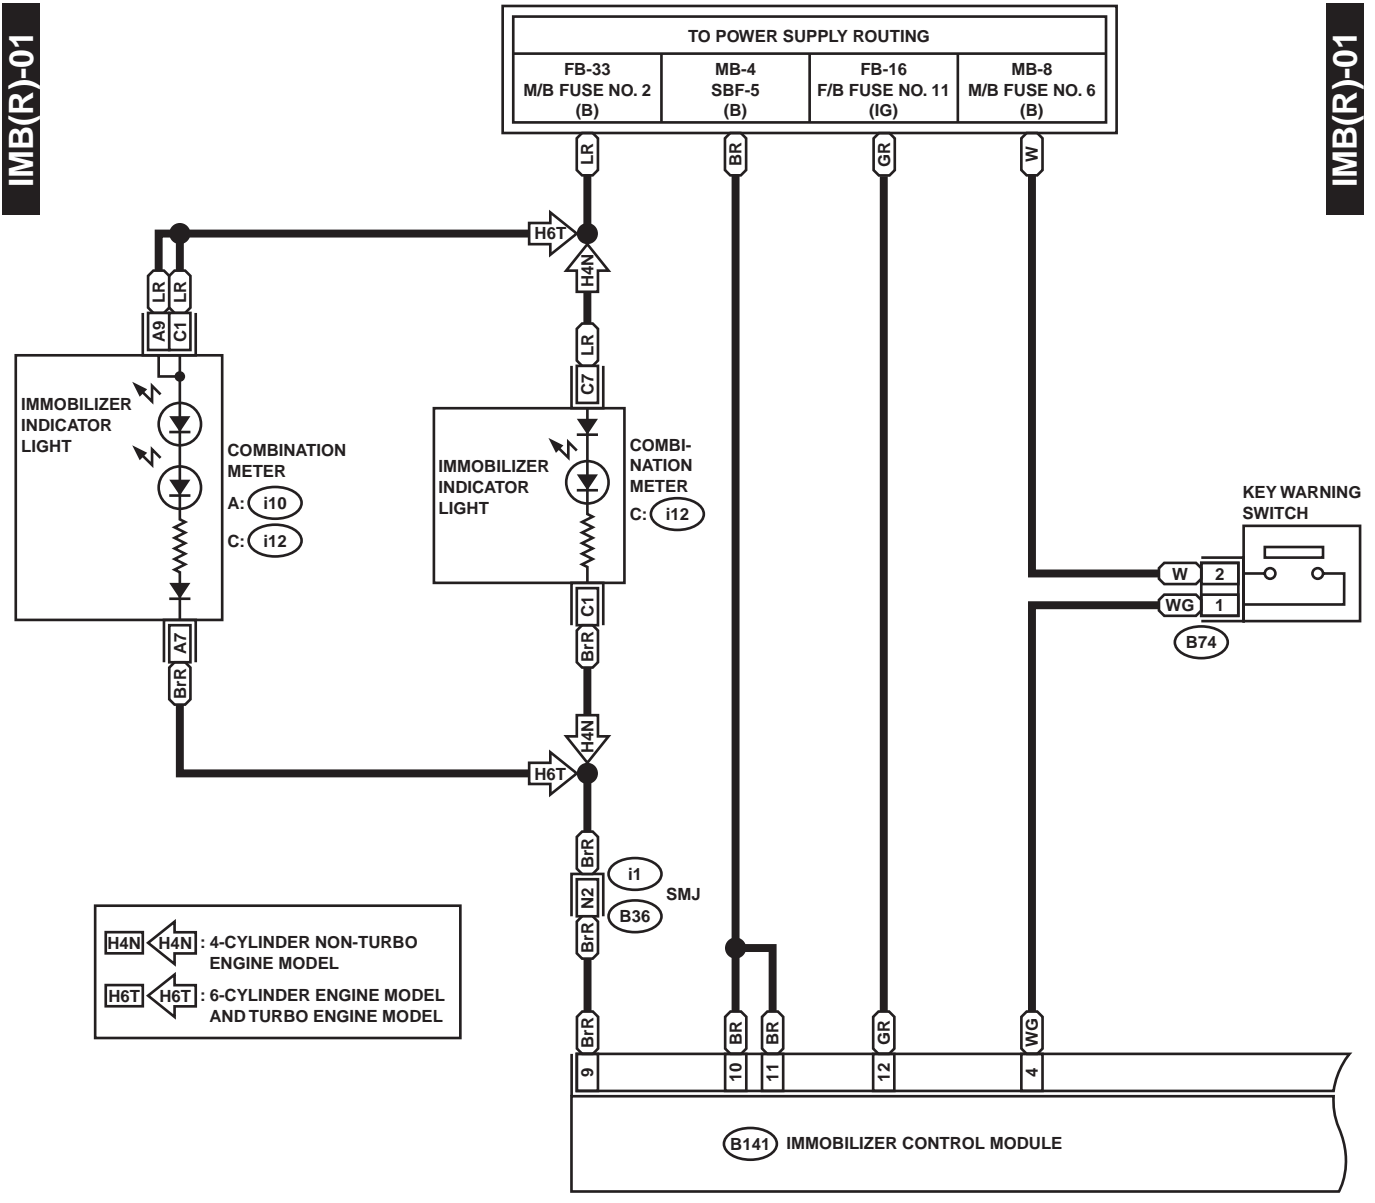 IMB(R)-01
IMB(R)-01
TO POWER SUPPLY ROUTING
FB-33
M/B FUSE NO. 2
(B)
MB-4
SBF-5
(B)
FB-16
F/B FUSE NO. 11
(IG)
MB-8
M/B FUSE NO. 6
(B)
LR
BR
GR
W
H6T
H4N
LR
LR
LR
A9
C1
C7
IMMOBILIZER
INDICATOR
LIGHT
COMBINATION
METER
A: i10
C: i12
IMMOBILIZER
INDICATOR
LIGHT
COMBI-
NATION
METER
C: i12
KEY WARNING
SWITCH
W
2
WG
1
B74
C1
BrR
A7
BrR
H4N
H6T
BrR
i1
N2
SMJ
B36
BrR
H4N
H4N
: 4-CYLINDER NON-TURBO
ENGINE MODEL
H6T
H6T
: 6-CYLINDER ENGINE MODEL
AND TURBO ENGINE MODEL
BrR
BR
BR
GR
WG
9
10
11
12
4
B141
IMMOBILIZER CONTROL MODULE